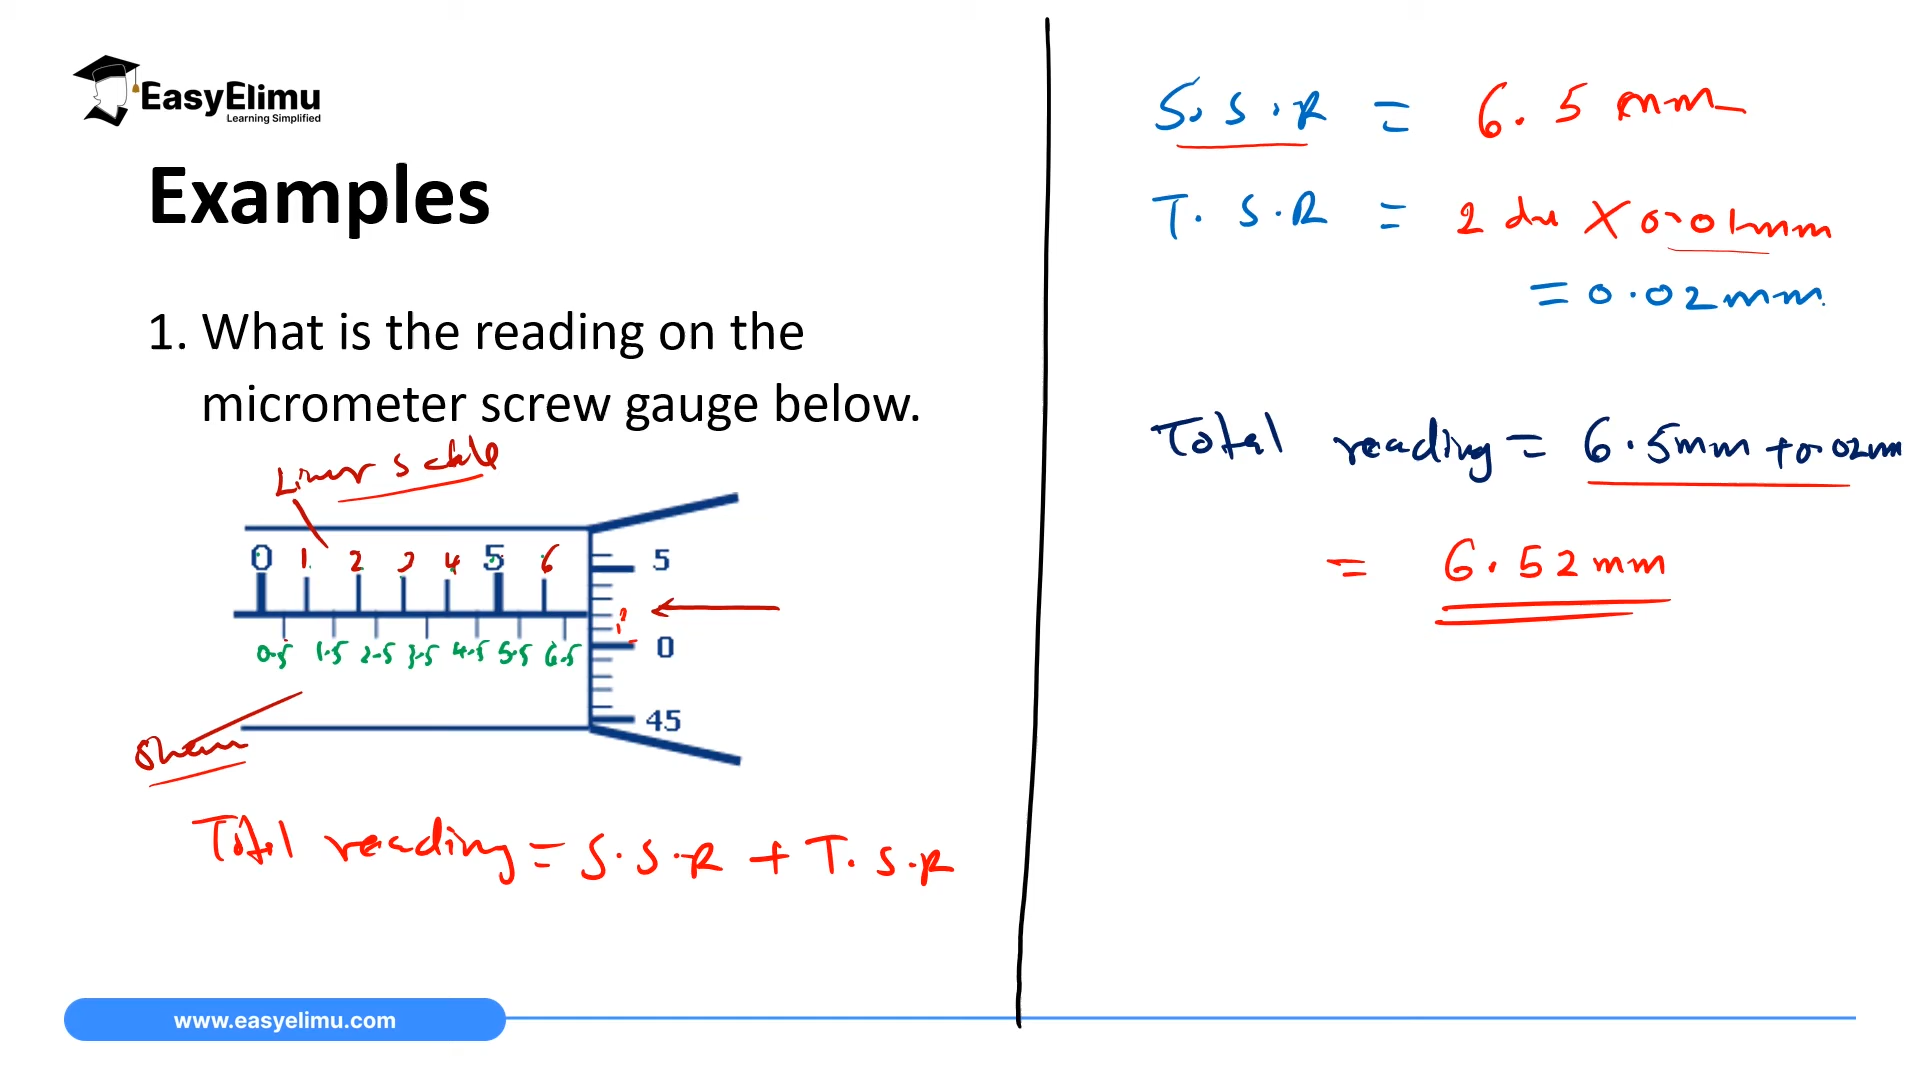 EasyElimu
Learning Simplified
Examples
1. What is the reading on the
micrometer screw gauge below.
Linear scale
0 1 2 3 4 5 6
0.5 1.5 2.5 3.5 4.5 5.5 6.5
5
2
1
0
45
Total reading = S.S.R + T.S.R
S.S.R = 6.5 mm
T.S.R = 2 div X 0.01mm
= 0.02mm.
Total reading = 6.5mm + 0.02mm
= 6.52mm
www.easyelimu.com